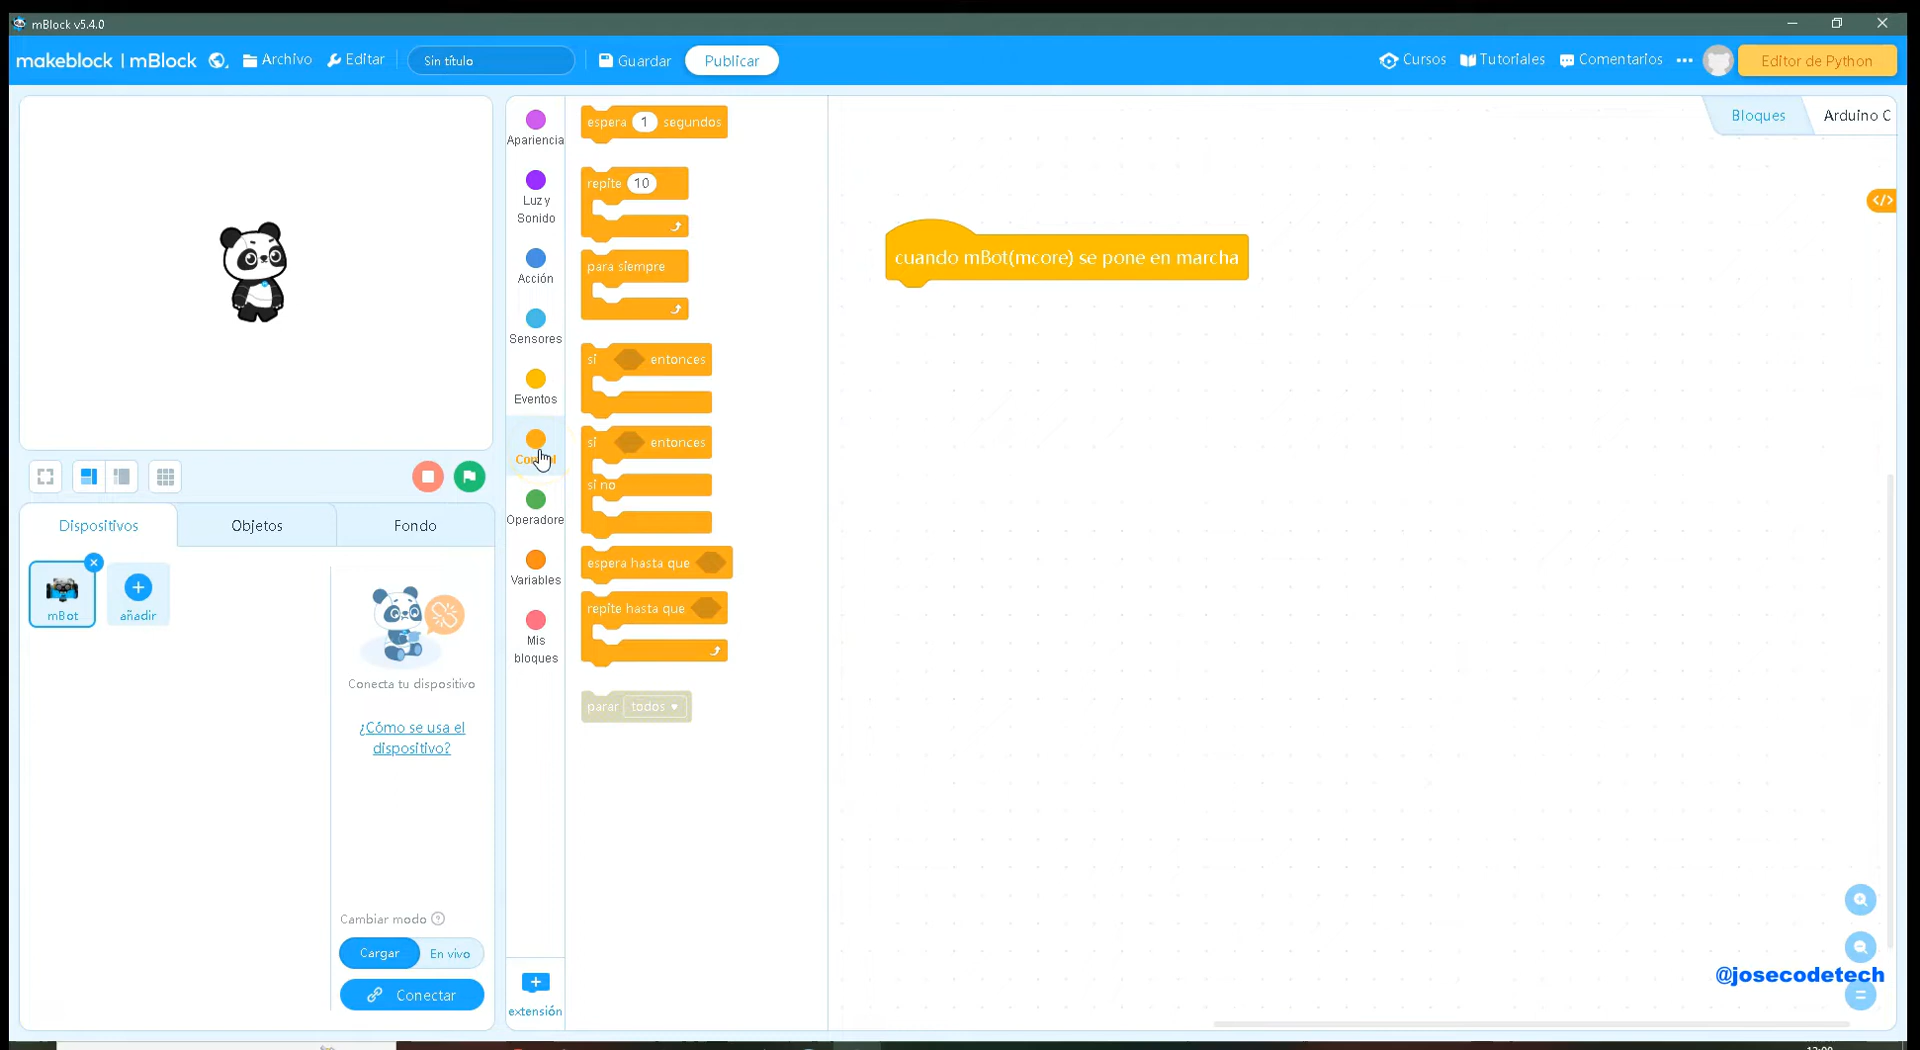 mBlock v5.4.0
makeblock | mBlock
Archivo
Editar
Sin título
Guardar
Publicar
Cursos
Tutoriales
Comentarios
Editor de Python
Apariencia
Luz y
Sonido
Acción
Sensores
Eventos
Operadore
Variables
Mis
bloques
extensión
espera 1 segundos
repite 10
para siempre
si entonces
si entonces
si no
espera hasta que
repite hasta que
parar todos
Bloques
Arduino C
</>
cuando mBot(mcore) se pone en marcha
Dispositivos
Objetos
Fondo
mBot
añadir
Conecta tu dispositivo
¿Cómo se usa el
dispositivo?
Cambiar modo ?
Cargar
En vivo
Conectar
@josecodetech